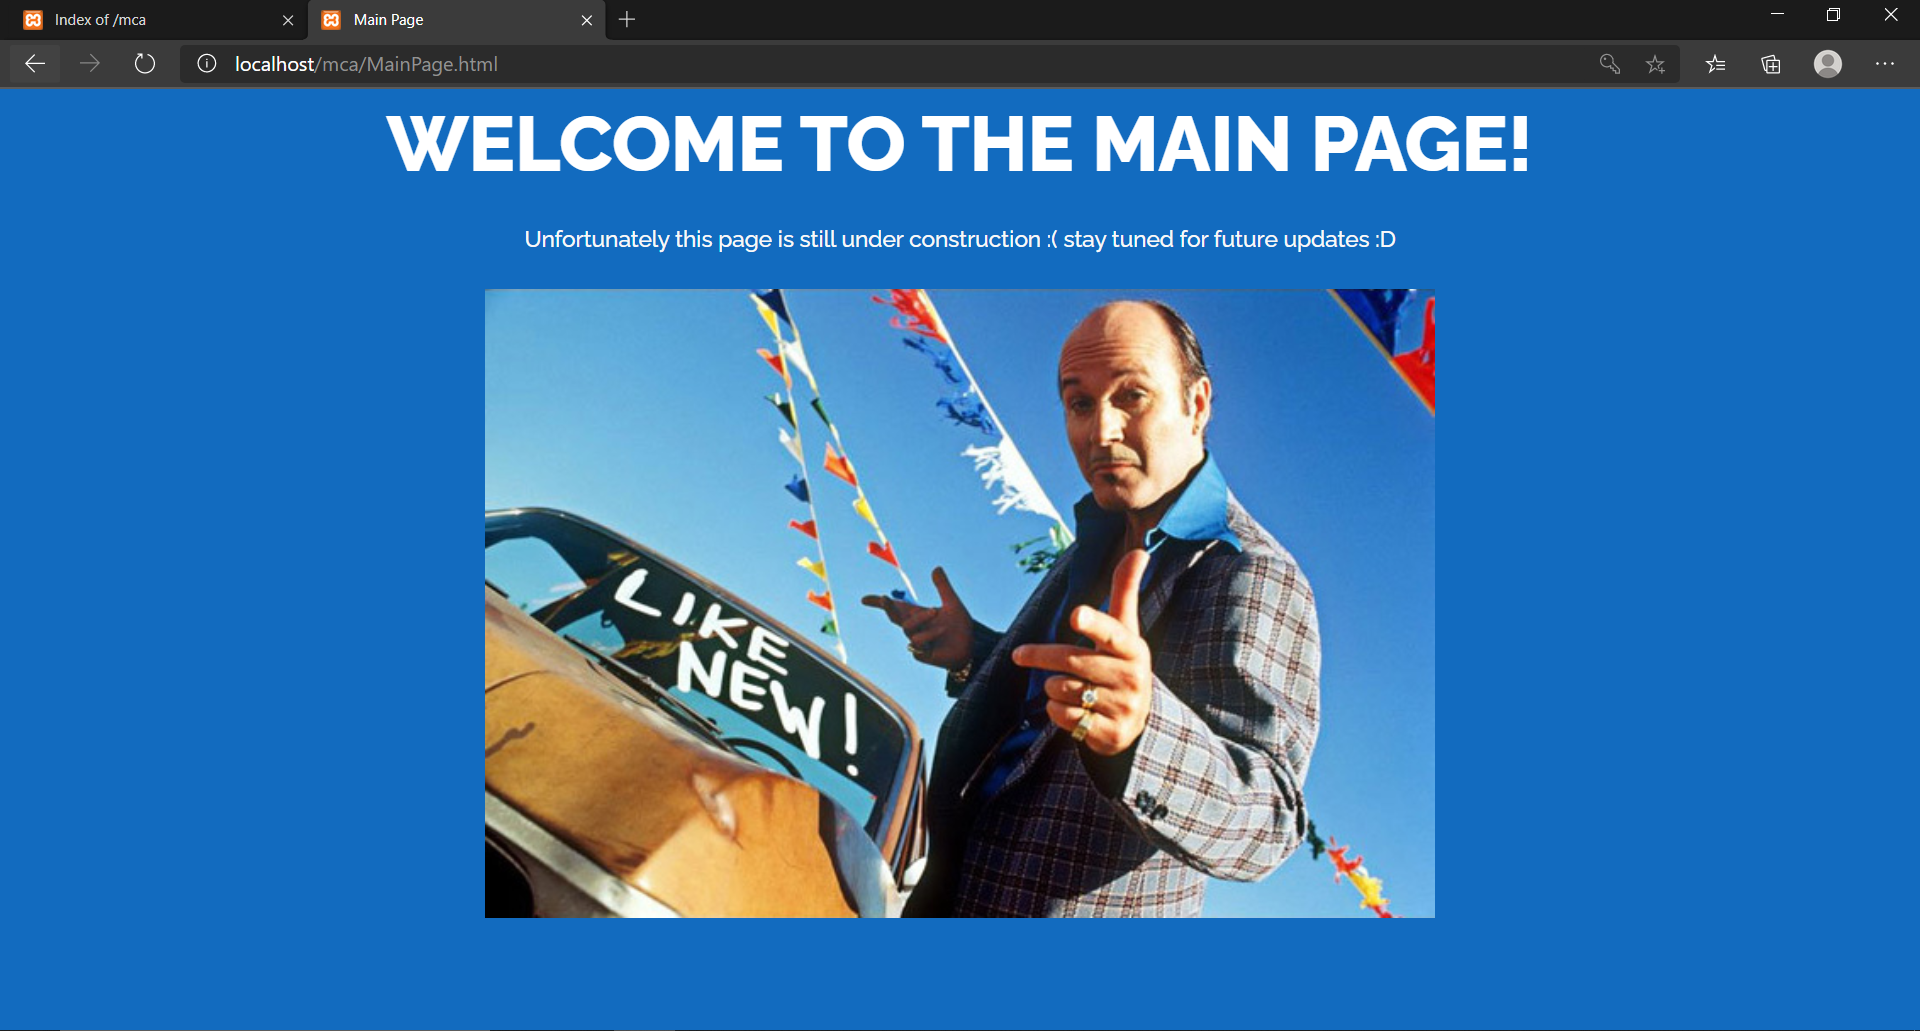 Index of /mca
Main Page
localhost/mca/MainPage.html
WELCOME TO THE MAIN PAGE!
Unfortunately this page is still under construction :( stay tuned for future updates :D
LIKE
NEW!